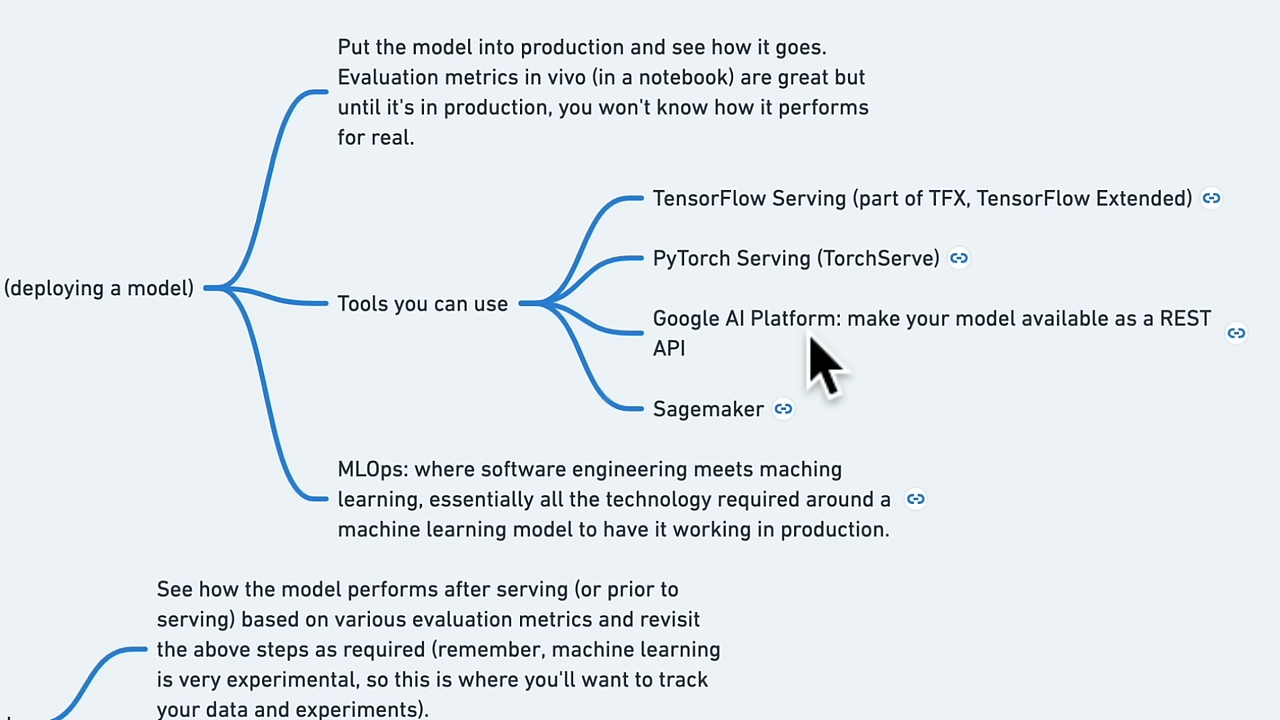 Put the model into production and see how it goes.
Evaluation metrics in vivo (in a notebook) are great but
until it's in production, you won't know how it performs
for real.
(deploying a model)
Tools you can use
TensorFlow Serving (part of TFX, TensorFlow Extended)
PyTorch Serving (TorchServe)
Google AI Platform: make your model available as a REST
API
Sagemaker
MLOps: where software engineering meets maching
learning, essentially all the technology required around a
machine learning model to have it working in production.
See how the model performs after serving (or prior to
serving) based on various evaluation metrics and revisit
the above steps as required (remember, machine learning
is very experimental, so this is where you'll want to track
your data and experiments).